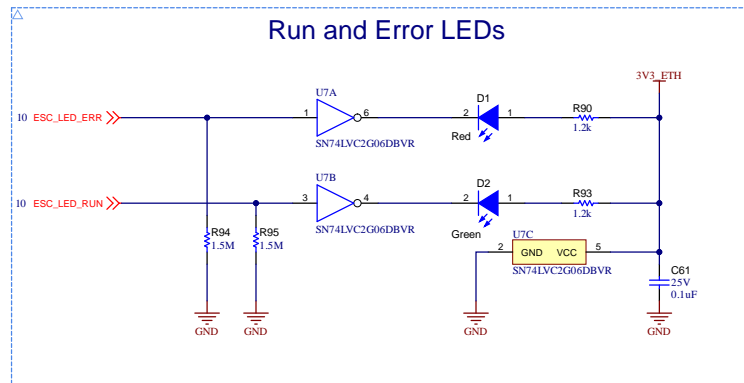 Run and Error LEDs
3V3_ETH
U7A
D1
R90
10 ESC_LED_ERR 1 6 2 1
1.2k
SN74LVC2G06DBVR
Red
U7B
D2
R93
10 ESC_LED_RUN 3 4 2 1
1.2k
SN74LVC2G06DBVR
Green
U7C
R94 R95
1.5M 1.5M
2 GND VCC 5
SN74LVC2G06DBVR
C61
25V
0.1uF
GND GND GND GND